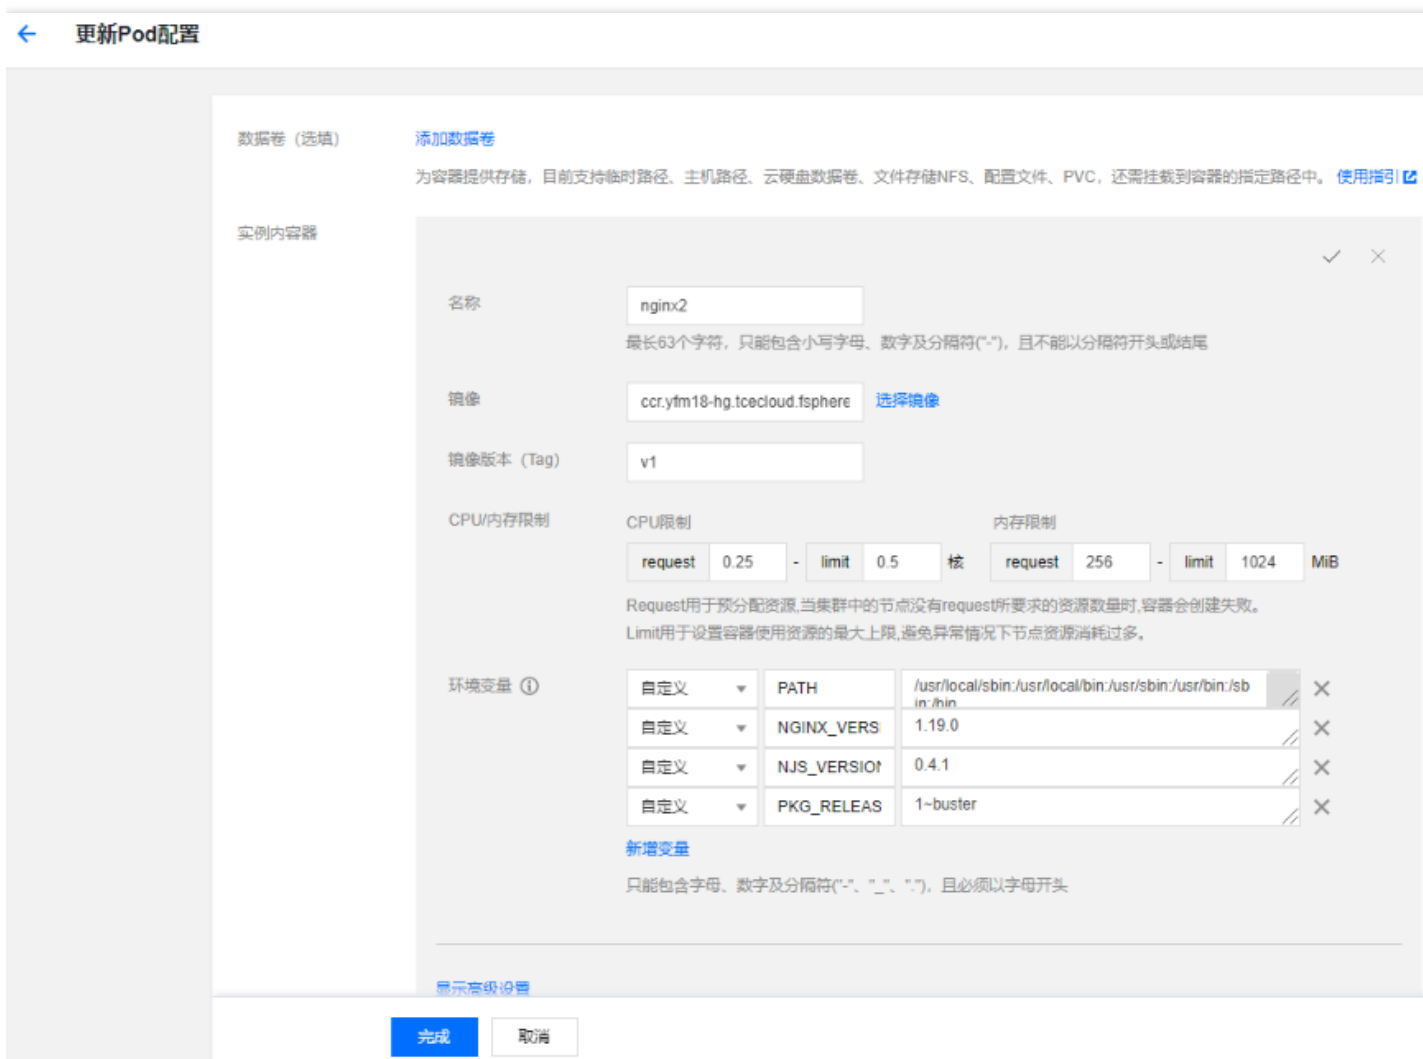 更新Pod配置
数据卷（选填） 添加数据卷
为容器提供存储，目前支持临时路径、主机路径、云硬盘数据卷、文件存储NFS、配置文件、PVC，还需挂载到容器的指定路径中。 使用指引
实例内容器
名称 nginx2
最长63个字符，只能包含小写字母、数字及分隔符("-")，且不能以分隔符开头或结尾
镜像 ccr.yfm18-hg.tcecloud.fsphere 选择镜像
镜像版本（Tag） v1
CPU/内存限制 CPU限制 内存限制
request 0.25 - limit 0.5 核 request 256 - limit 1024 MiB
Request用于预分配资源,当集群中的节点没有request所要求的资源数量时,容器会创建失败。
Limit用于设置容器使用资源的最大上限,避免异常情况下节点资源消耗过多。
环境变量 自定义 PATH /usr/local/sbin:/usr/local/bin:/usr/sbin:/usr/bin:/sb
in:/bin
自定义 NGINX_VERSI 1.19.0
自定义 NJS_VERSION 0.4.1
自定义 PKG_RELEAS 1~buster
新增变量
只能包含字母、数字及分隔符("-"、"_"、".")，且必须以字母开头
显示高级设置
完成 取消